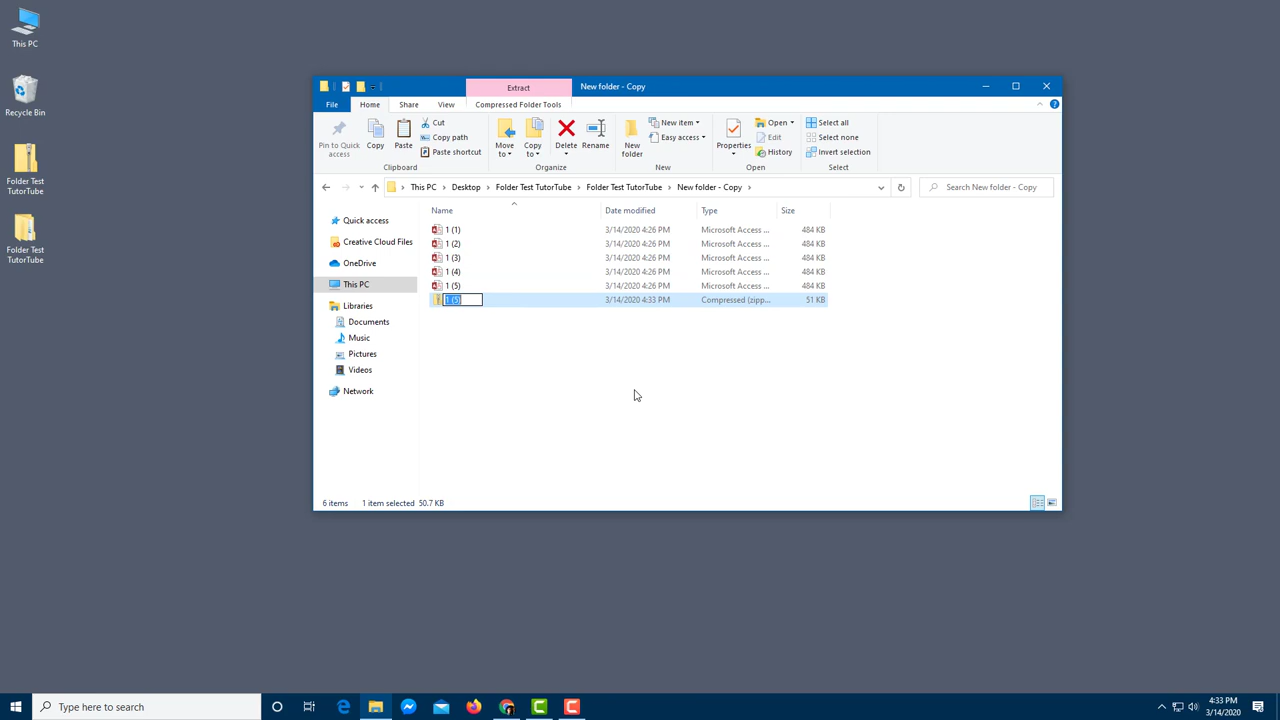 This PC
Recycle Bin
Folder Test
TutorTube
Folder Test
TutorTube
Extract
New folder - Copy
File
Home
Share
View
Compressed Folder Tools
Pin to Quick
access
Copy
Paste
Cut
Copy path
Paste shortcut
Clipboard
Move
to
Copy
to
Delete
Rename
Organize
New
folder
New item
Easy access
New
Properties
Open
Edit
History
Open
Select all
Select none
Invert selection
Select
This PC
Desktop
Folder Test TutorTube
Folder Test TutorTube
New folder - Copy
Search New folder - Copy
Quick access
Creative Cloud Files
OneDrive
This PC
Libraries
Documents
Music
Pictures
Videos
Network
Name Date modified Type Size
1 (1) 3/14/2020 4:26 PM Microsoft Access ... 484 KB
1 (2) 3/14/2020 4:26 PM Microsoft Access ... 484 KB
1 (3) 3/14/2020 4:26 PM Microsoft Access ... 484 KB
1 (4) 3/14/2020 4:26 PM Microsoft Access ... 484 KB
1 (5) 3/14/2020 4:26 PM Microsoft Access ... 484 KB
1 (5) 3/14/2020 4:33 PM Compressed (zipp... 51 KB
6 items 1 item selected 50.7 KB
Type here to search
4:33 PM
3/14/2020